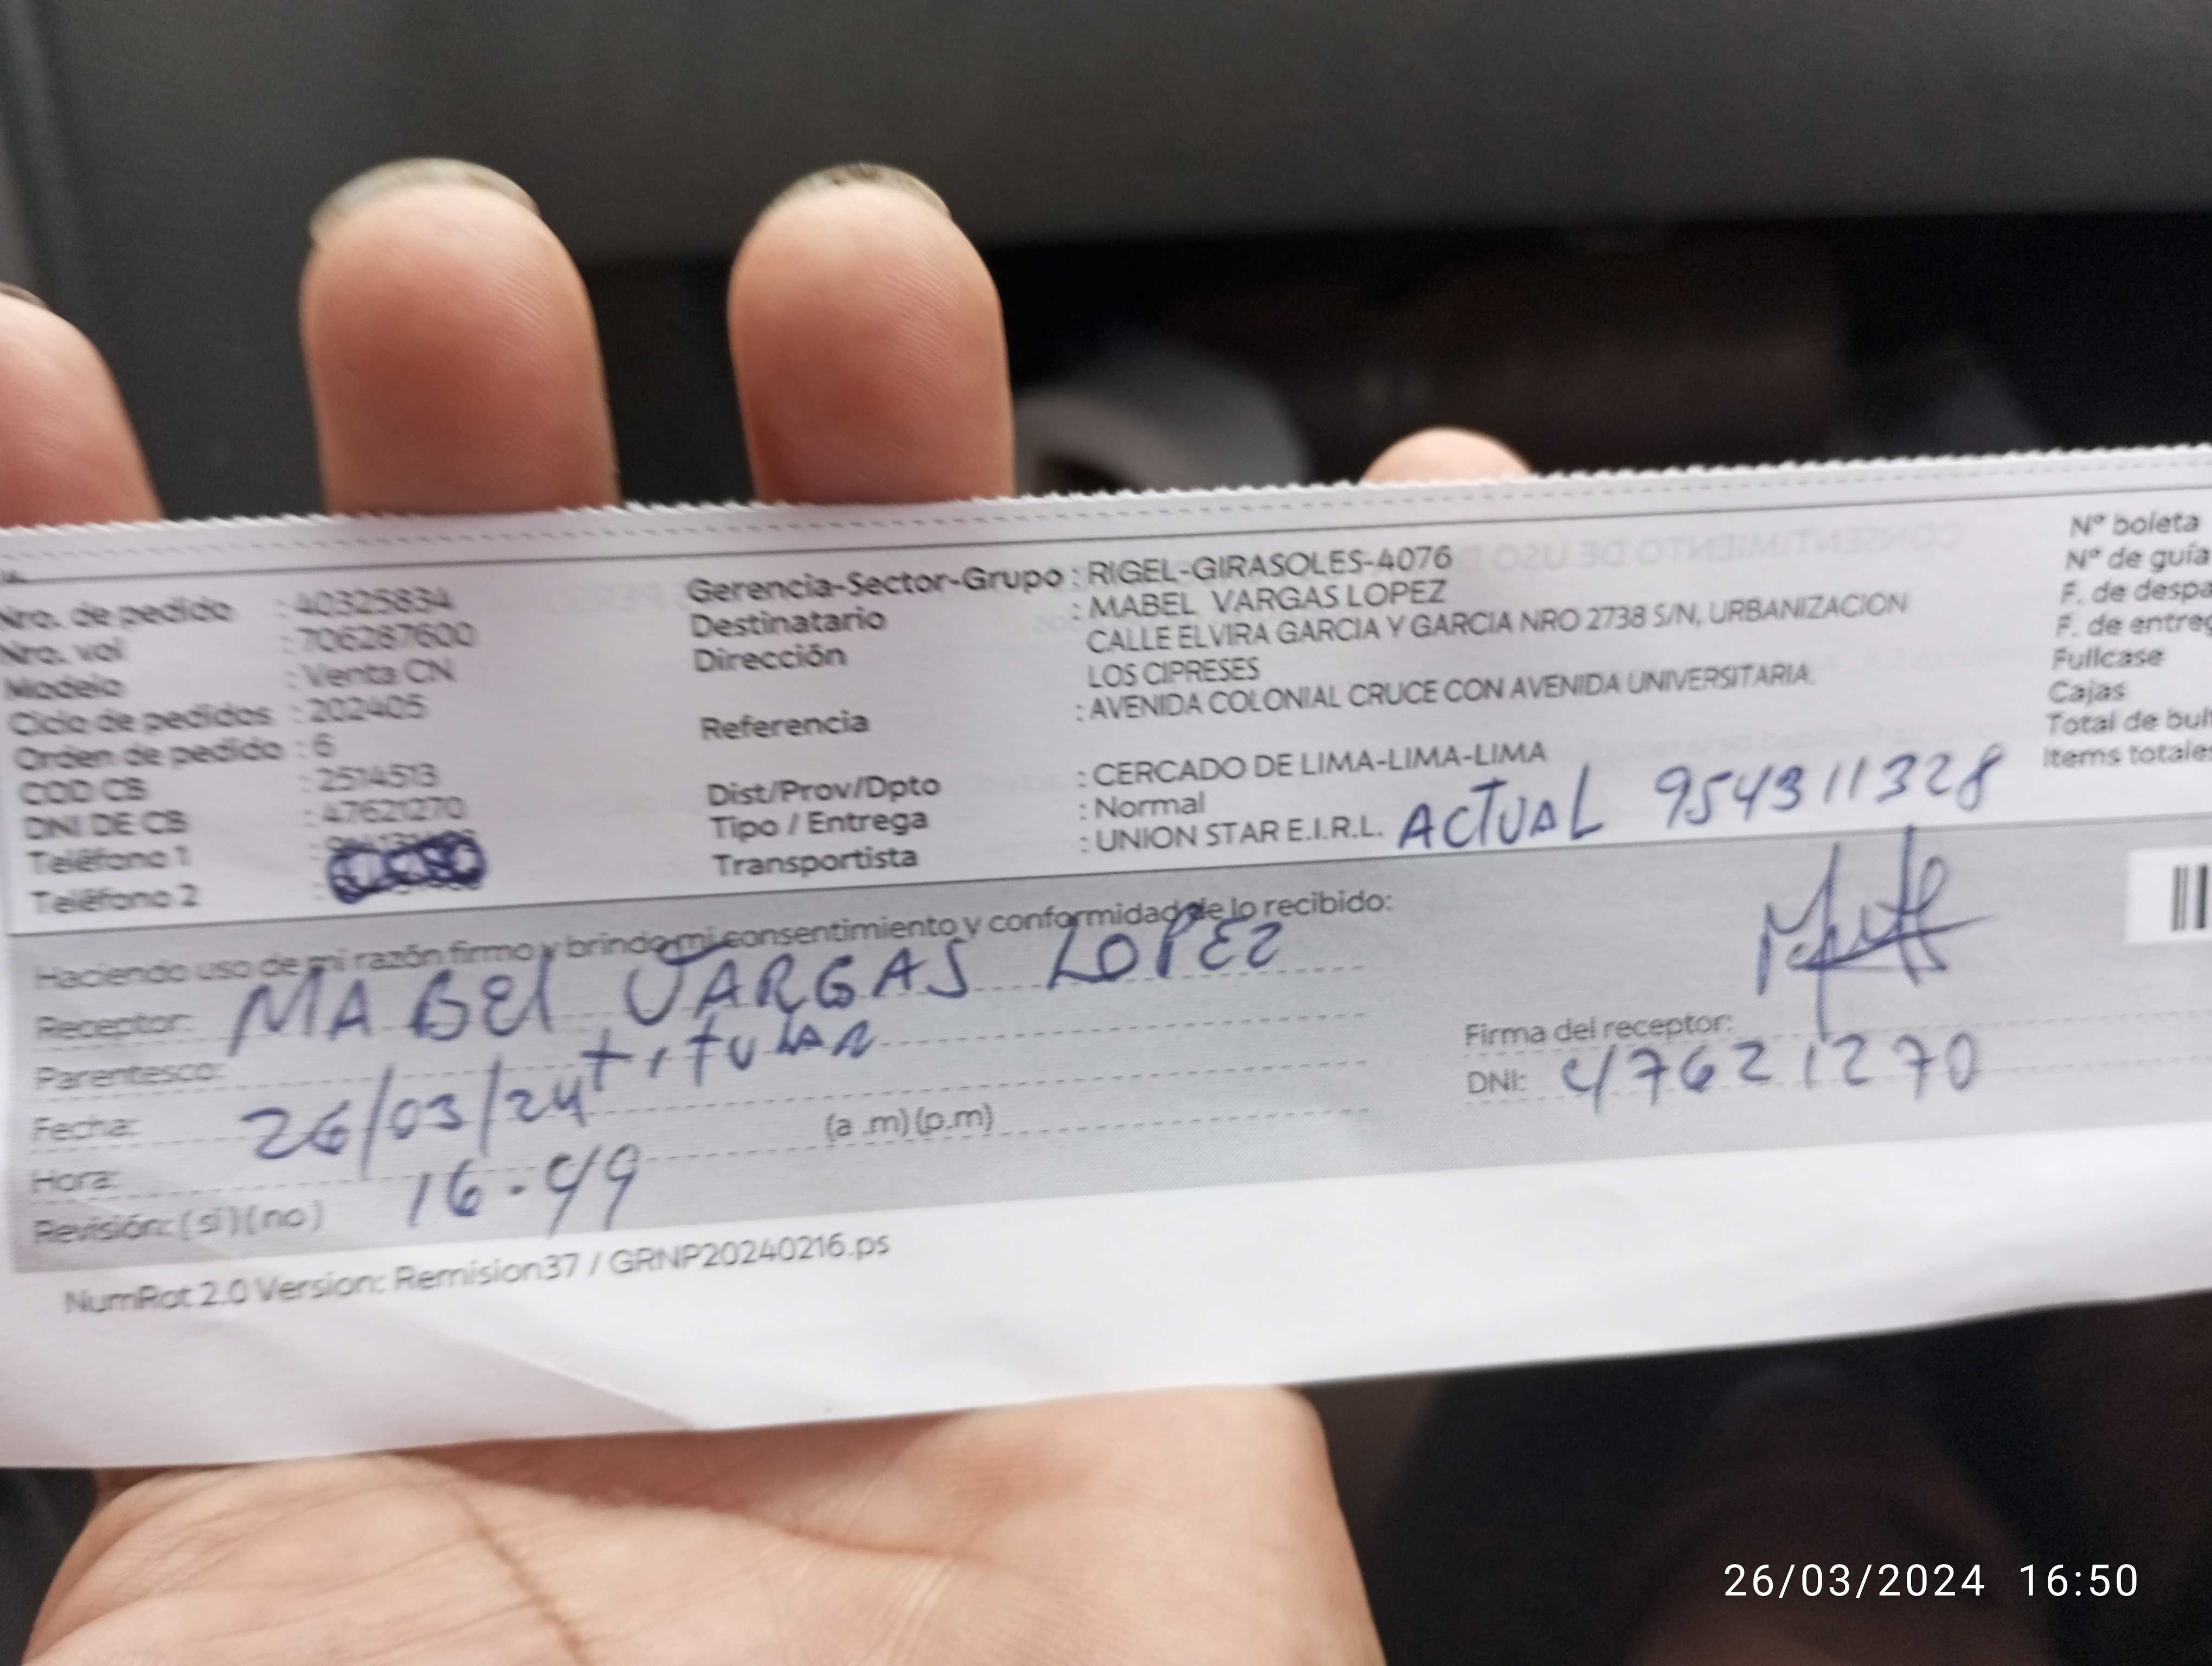 Nro. de pedido : 40325834
Nro. vol : 706287600
Modelo : Venta CN
Ciclo de pedidos : 202405
Orden de pedido : 6
COD CB : 2514513
DNI DE CB : 47621270
Teléfono 1 :
Teléfono 2 :
Gerencia-Sector-Grupo : RIGEL-GIRASOLES-4076
Destinatario : MABEL VARGAS LOPEZ
Dirección CALLE ELVIRA GARCIA Y GARCIA NRO 2738 S/N, URBANIZACION
LOS CIPRESES
Referencia : AVENIDA COLONIAL CRUCE CON AVENIDA UNIVERSITARIA.
Dist/Prov/Dpto : CERCADO DE LIMA-LIMA-LIMA
Tipo / Entrega : Normal
Transportista : UNION STAR E.I.R.L. ACTUAL 954311328
Nº boleta
Nº de guía
F. de despa
F. de entreg
Fullcase
Cajas
Total de bul
Items totales
Haciendo uso de mi razón firmo y brindo mi consentimiento y conformidad de lo recibido:
Receptor: MABEl VARGAS LOPEZ
Parentesco: titular
Fecha: 26/03/24
Hora: 16.49 (a .m) (p.m)
Revisión: ( si ) ( no )
Firma del receptor:
DNI: 47621270
NumRot 2.0 Version: Remision37 / GRNP20240216.ps
26/03/2024 16:50